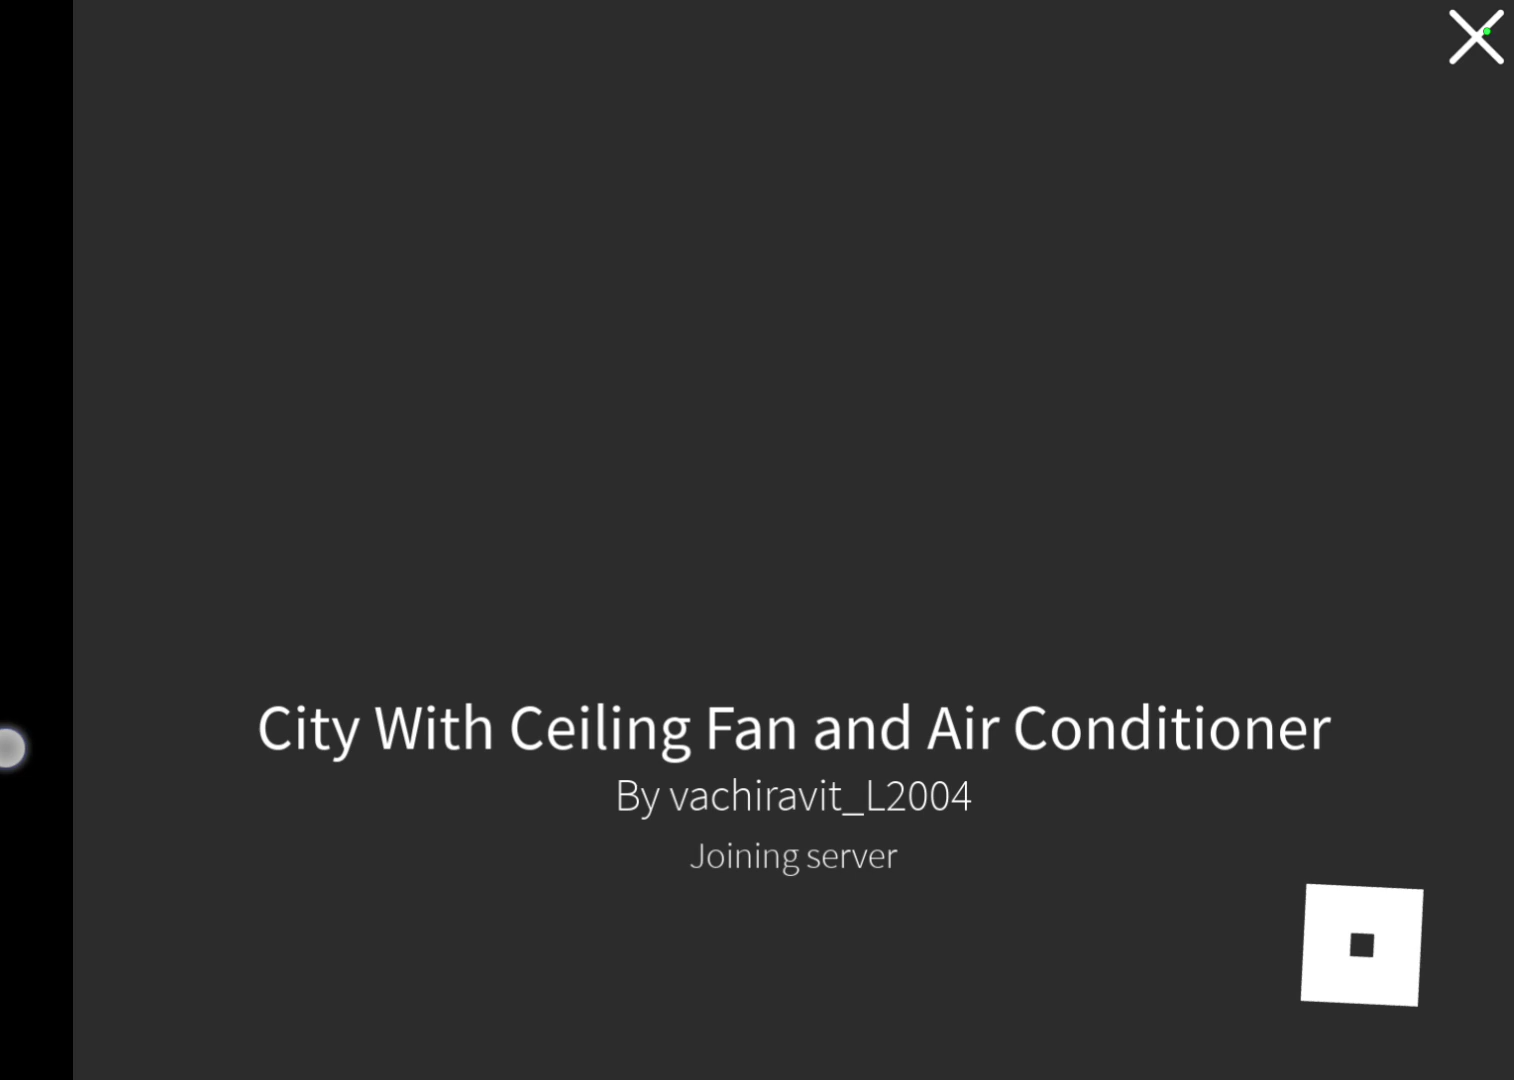 City With Ceiling Fan and Air Conditioner
By vachiravit_L2004
Joining server